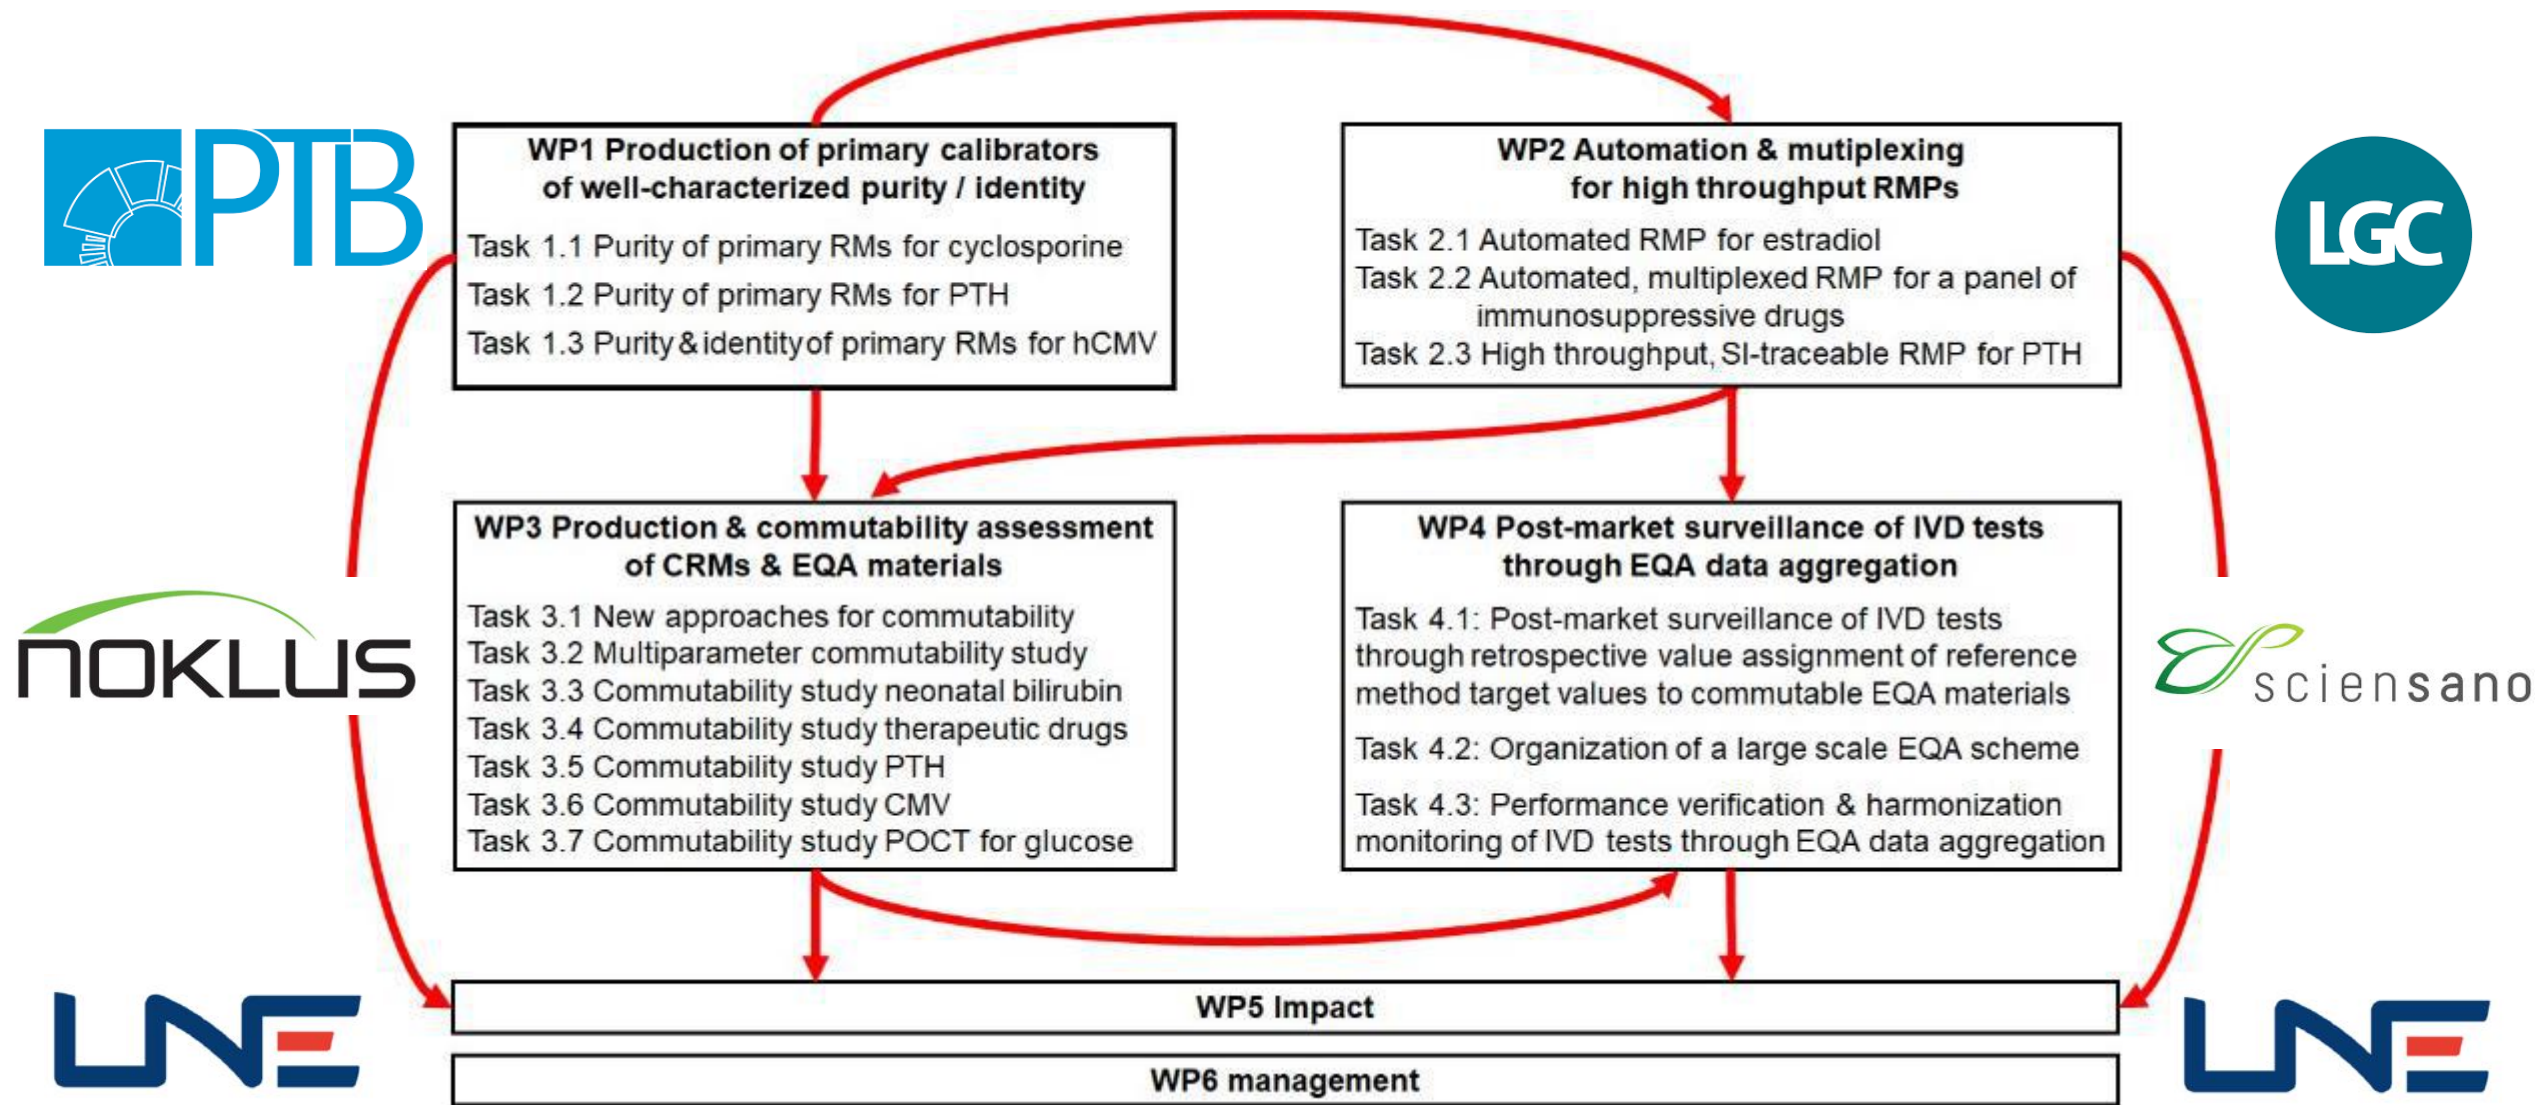 PTB
WP1 Production of primary calibrators
of well-characterized purity / identity
Task 1.1 Purity of primary RMs for cyclosporine
Task 1.2 Purity of primary RMs for PTH
Task 1.3 Purity & identity of primary RMs for hCMV
WP2 Automation & mutiplexing
for high throughput RMPs
Task 2.1 Automated RMP for estradiol
Task 2.2 Automated, multiplexed RMP for a panel of
immunosuppressive drugs
Task 2.3 High throughput, SI-traceable RMP for PTH
LGC
NOKLUS
WP3 Production & commutability assessment
of CRMs & EQA materials
Task 3.1 New approaches for commutability
Task 3.2 Multiparameter commutability study
Task 3.3 Commutability study neonatal bilirubin
Task 3.4 Commutability study therapeutic drugs
Task 3.5 Commutability study PTH
Task 3.6 Commutability study CMV
Task 3.7 Commutability study POCT for glucose
WP4 Post-market surveillance of IVD tests
through EQA data aggregation
Task 4.1: Post-market surveillance of IVD tests
through retrospective value assignment of reference
method target values to commutable EQA materials
Task 4.2: Organization of a large scale EQA scheme
Task 4.3: Performance verification & harmonization
monitoring of IVD tests through EQA data aggregation
sciensano
LNE
WP5 Impact
LNE
WP6 management